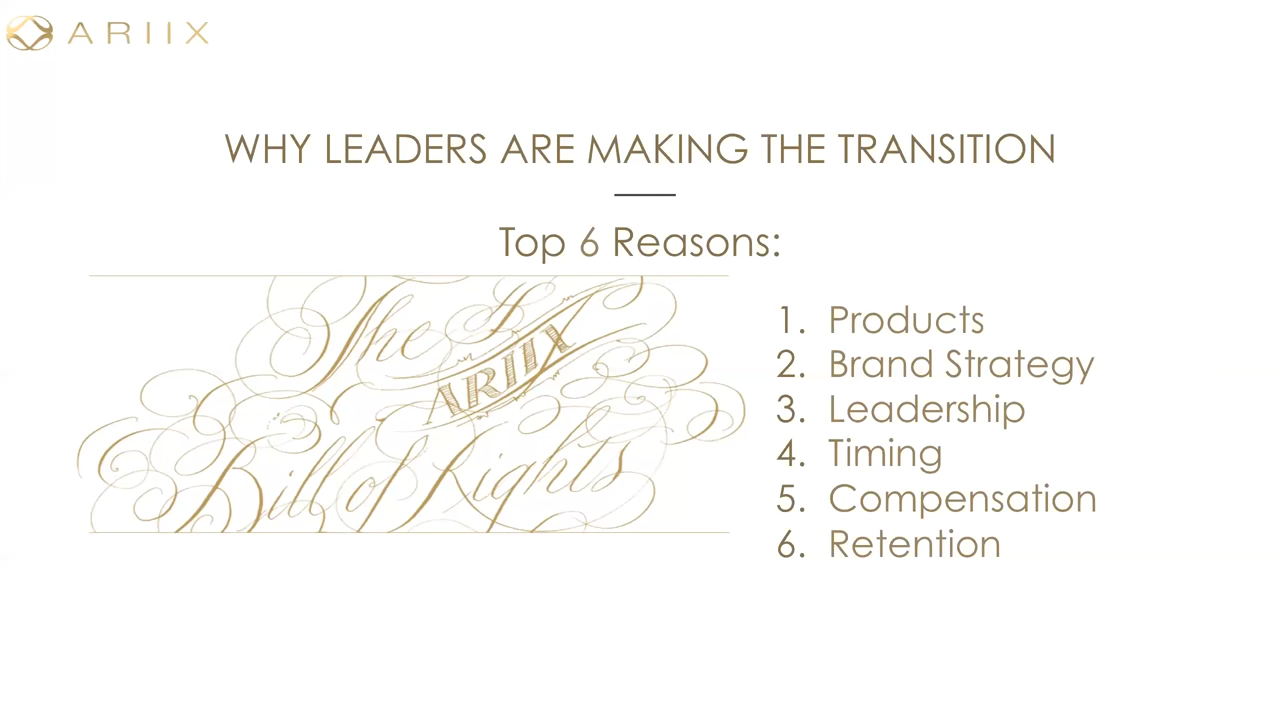 ARIIX
WHY LEADERS ARE MAKING THE TRANSITION
Top 6 Reasons:
The
ARIIX
Bill of Rights
1. Products
2. Brand Strategy
3. Leadership
4. Timing
5. Compensation
6. Retention